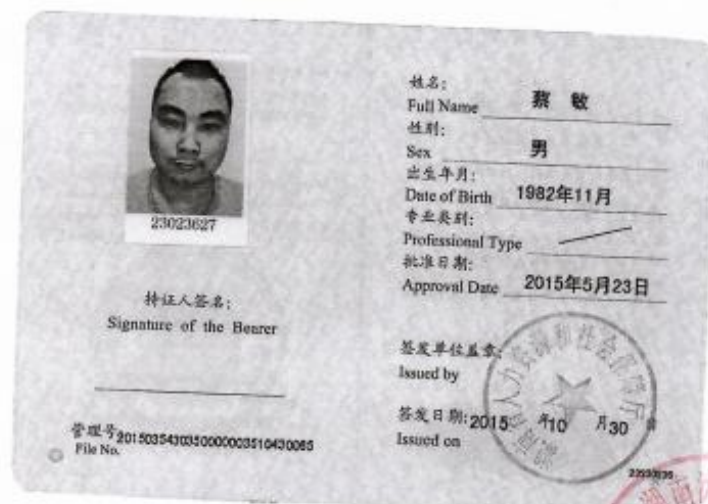 23023627
持证人签名:
Signature of the Bearer
管理号
File No.
姓名:
Full Name 蔡 敏
性别:
Sex 男
出生年月:
Date of Birth 1982年11月
专业类别:
Professional Type
批准日期:
Approval Date 2015年5月23日
签发单位盖章:
Issued by
签发日期: 2015 年10 月30
Issued on